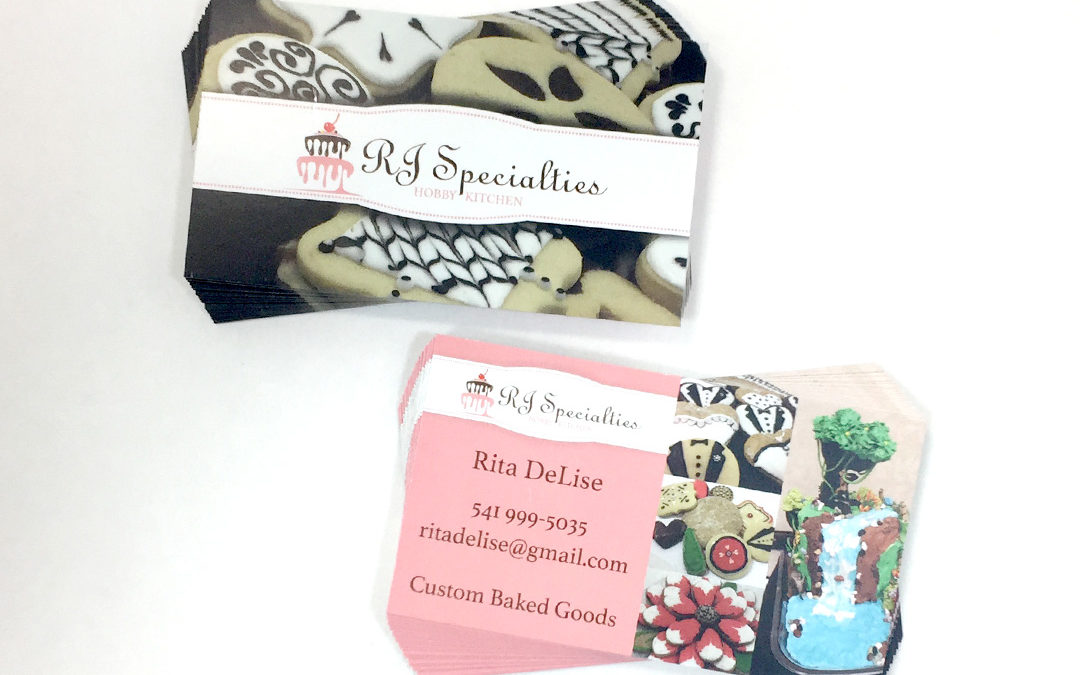 RJ Specialties
HOBBY KITCHEN
RJ Specialties
Rita DeLise
541 999-5035
ritadelise@gmail.com
Custom Baked Goods